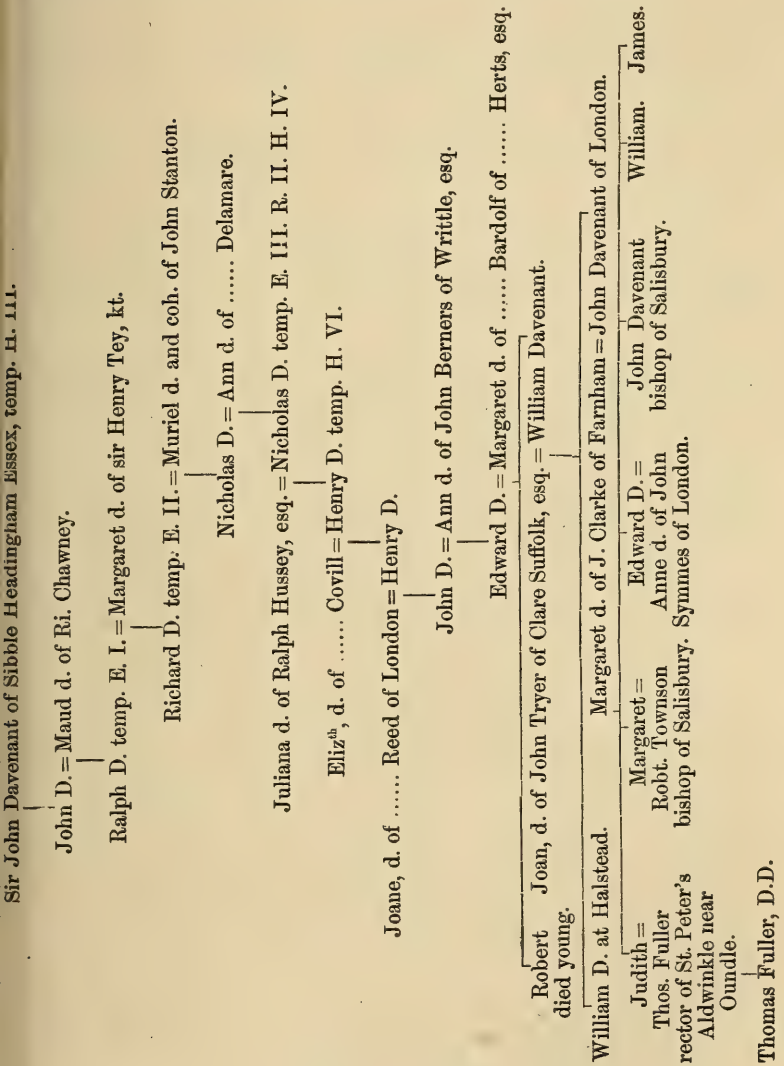 Sir John Davenant of Sibble Headingham Essex, temp. H. III.
John D. = Maud d. of Ri. Chawney.
Ralph D. temp. E. I. = Margaret d. of sir Henry Tey, kt.
Richard D. temp. E. II. = Muriel d. and coh. of John Stanton.
Nicholas D. = Ann d. of ...... Delamare.
Juliana d. of Ralph Hussey, esq. = Nicholas D. temp. E. III. R. II. H. IV.
Elizth, d. of ...... Covill = Henry D. temp. H. VI.
Joane, d. of ...... Reed of London = Henry D.
John D. = Ann d. of John Berners of Writtle, esq.
Edward D. = Margaret d. of ...... Bardolf of ...... Herts, esq.
Robert
died young.
Joan, d. of John Tryer of Clare Suffolk, esq. = William Davenant.
William D. at Halstead.
Margaret d. of J. Clarke of Farnham = John Davenant of London.
Judith =
Thos. Fuller
rector of St. Peter's
Aldwinkle near
Oundle.
Margaret =
Robt. Townson
bishop of Salisbury.
Edward D. =
Anne d. of John
Symmes of London.
John Davenant
bishop of Salisbury.
William.
James.
Thomas Fuller, D.D.